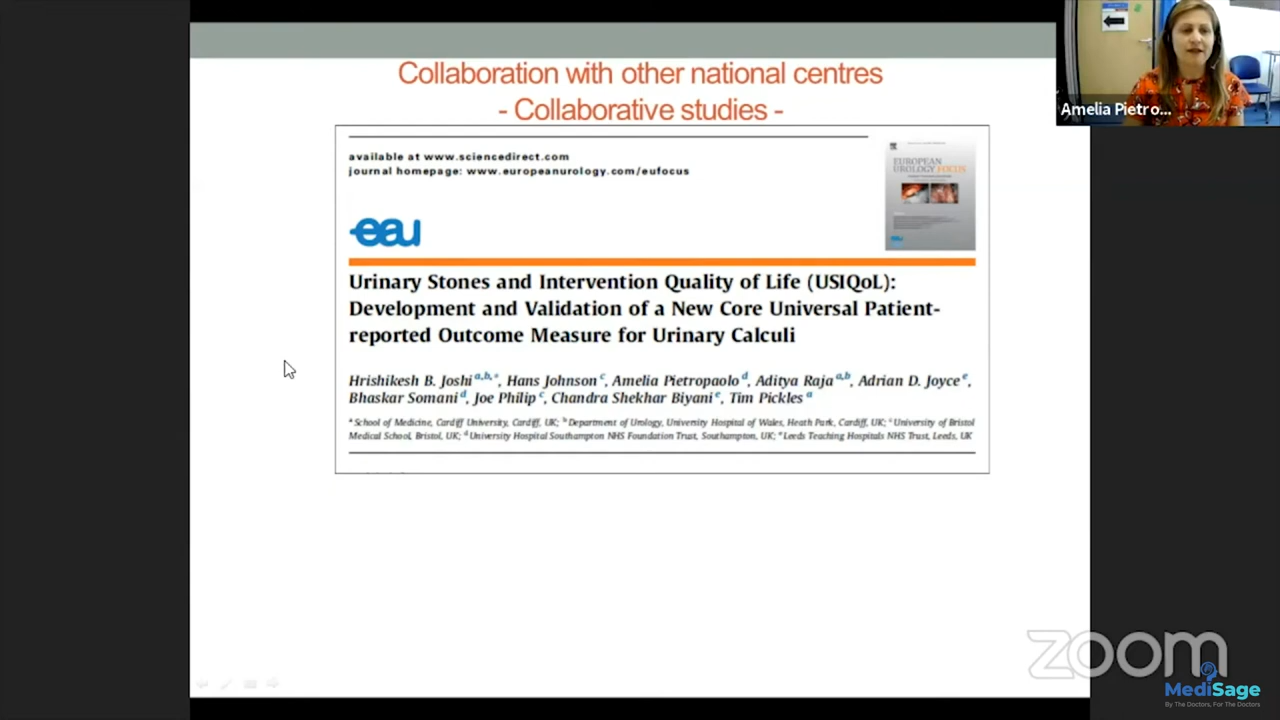 Collaboration with other national centres
- Collaborative studies -
Amelia Pietro...
available at www.sciencedirect.com
journal homepage: www.europeanurology.com/eufocus
EUROPEAN
UROLOGY FOCUS
eau
Urinary Stones and Intervention Quality of Life (USIQoL):
Development and Validation of a New Core Universal Patient-
reported Outcome Measure for Urinary Calculi
Hrishikesh B. Joshi a,b,*, Hans Johnson c, Amelia Pietropaolo d, Aditya Raja a,b, Adrian D. Joyce e,
Bhaskar Somani d, Joe Philip c, Chandra Shekhar Biyani e, Tim Pickles a
a School of Medicine, Cardiff University, Cardiff, UK; b Department of Urology, University Hospital of Wales, Heath Park, Cardiff, UK; c University of Bristol
Medical School, Bristol, UK; d University Hospital Southampton NHS Foundation Trust, Southampton, UK; e Leeds Teaching Hospitals NHS Trust, Leeds, UK
zoom
MediSage
By The Doctors, For The Doctors